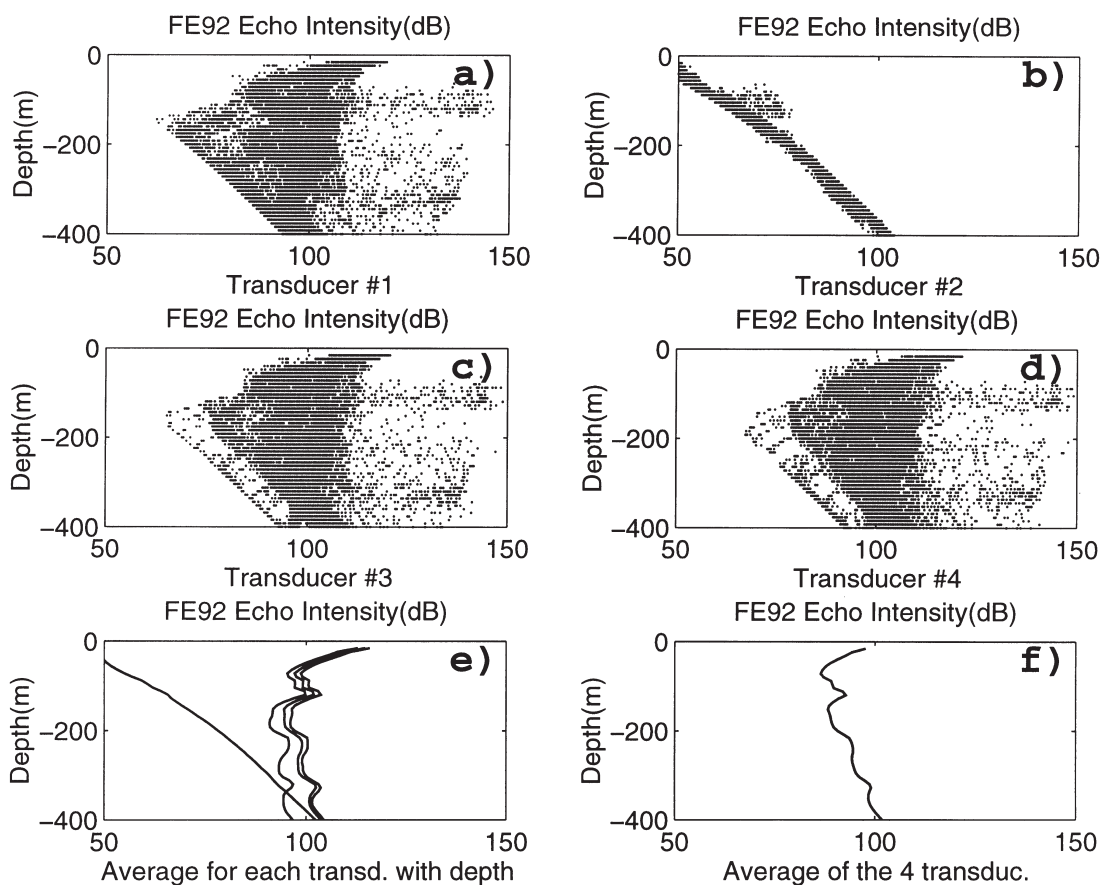 FE92 Echo Intensity(dB)
a)
0
−200
−400
Depth(m)
50
100
150
Transducer #1
FE92 Echo Intensity(dB)
b)
0
−200
−400
Depth(m)
50
100
150
Transducer #2
FE92 Echo Intensity(dB)
c)
0
−200
−400
Depth(m)
50
100
150
Transducer #3
FE92 Echo Intensity(dB)
d)
0
−200
−400
Depth(m)
50
100
150
Transducer #4
FE92 Echo Intensity(dB)
e)
0
−200
−400
Depth(m)
50
100
150
Average for each transd. with depth
FE92 Echo Intensity(dB)
f)
0
−200
−400
Depth(m)
50
100
150
Average of the 4 transduc.